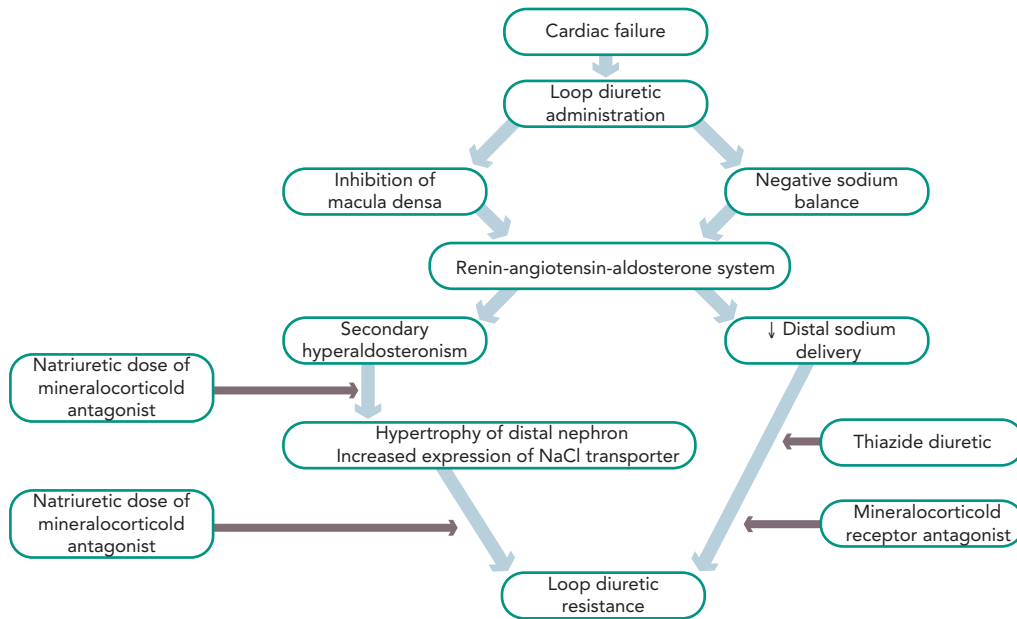 Cardiac failure
Loop diuretic
administration
Inhibition of
macula densa
Negative sodium
balance
Renin-angiotensin-aldosterone system
Secondary
hyperaldosteronism
↓ Distal sodium
delivery
Natriuretic dose of
mineralocorticold
antagonist
Hypertrophy of distal nephron
Increased expression of NaCl transporter
Thiazide diuretic
Natriuretic dose of
mineralocorticold
antagonist
Mineralocorticold
receptor antagonist
Loop diuretic
resistance